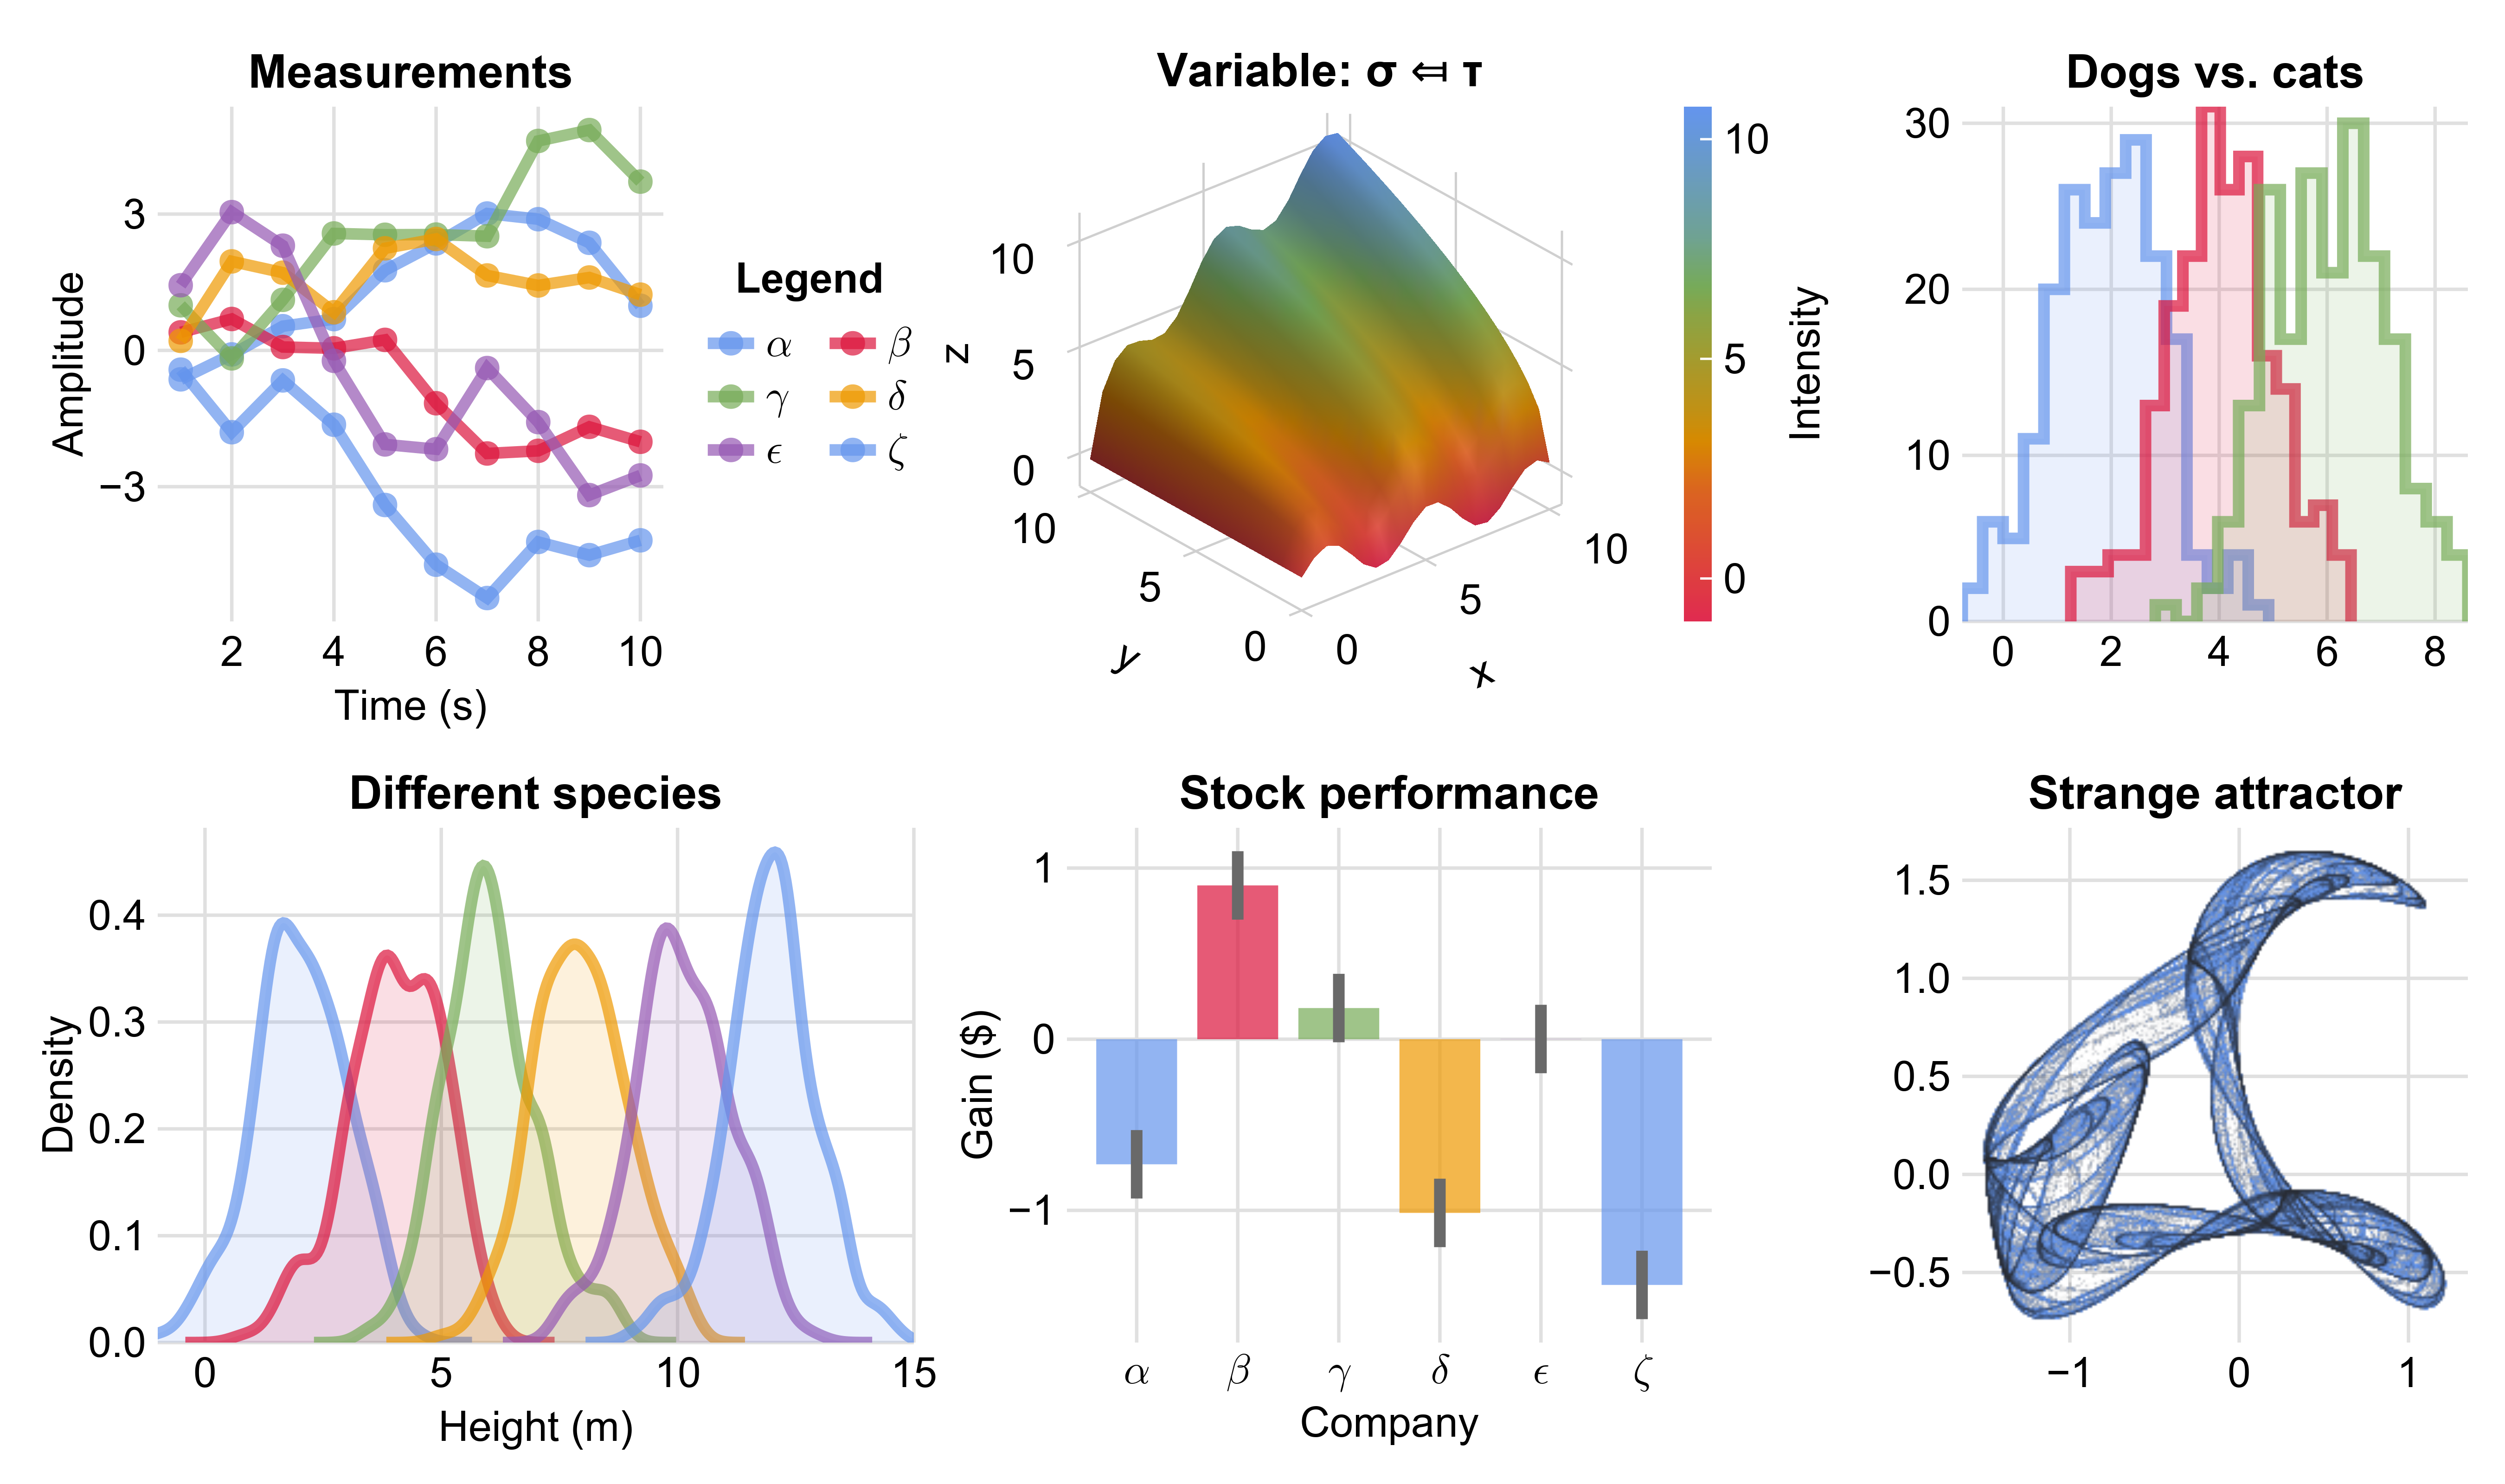 Measurements
Amplitude
3
0
−3
2 4 6 8 10
Time (s)
Legend
α β
γ δ
ϵ ζ
Variable: σ ⤆ τ
z
10
5
0
10 5 0
y
0 5 10
x
10
5
0
Intensity
Dogs vs. cats
30
20
10
0
0 2 4 6 8
Different species
Density
0.4
0.3
0.2
0.1
0.0
0 5 10 15
Height (m)
Stock performance
Gain ($)
1
0
−1
α β γ δ ϵ ζ
Company
Strange attractor
1.5
1.0
0.5
0.0
−0.5
−1 0 1